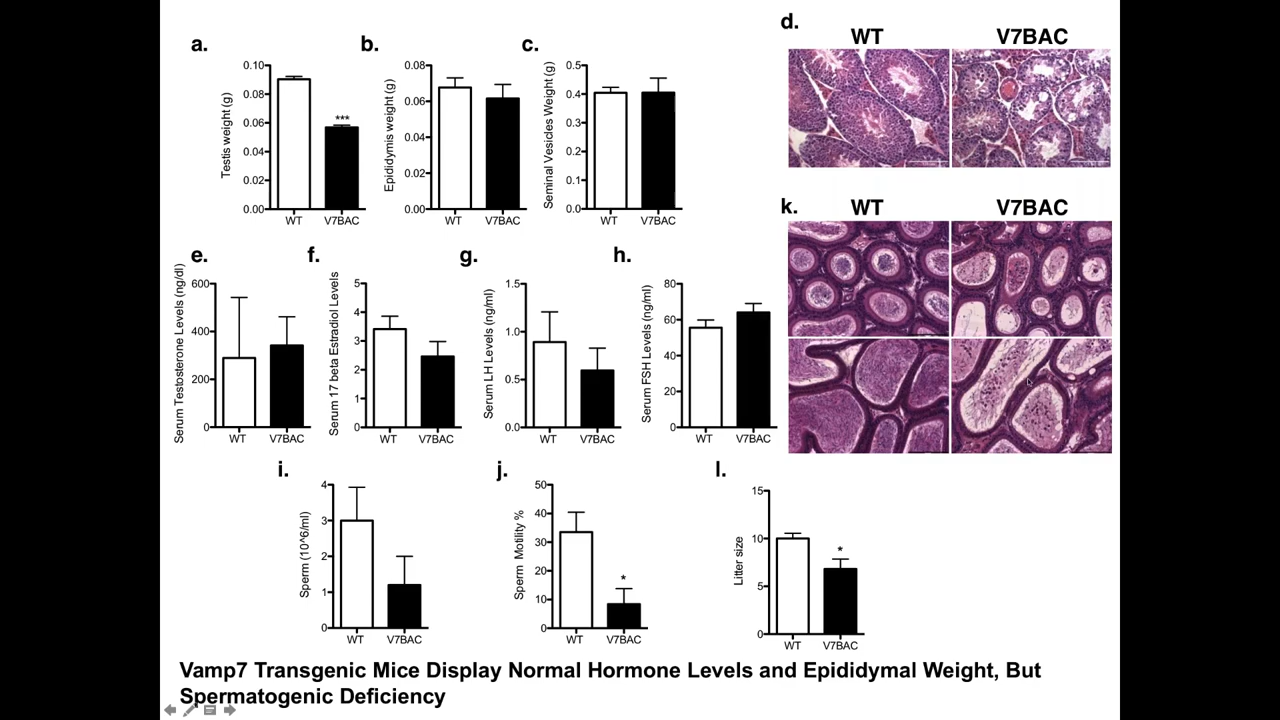 a.
b.
c.
d.
WT
V7BAC
Testis weight (g)
0.10
0.08
0.06
0.04
0.02
0.00
***
WT
V7BAC
Epididymis weight (g)
0.08
0.06
0.04
0.02
0.00
WT
V7BAC
Seminal Vesicles Weight (g)
0.5
0.4
0.3
0.2
0.1
0.0
WT
V7BAC
k.
WT
V7BAC
e.
f.
g.
h.
Serum Testosterone Levels (ng/dl)
600
400
200
0
WT
V7BAC
Serum 17 beta Estradiol Levels
5
4
3
2
1
0
WT
V7BAC
Serum LH Levels (ng/ml)
1.5
1.0
0.5
0.0
WT
V7BAC
Serum FSH Levels (ng/ml)
80
60
40
20
0
WT
V7BAC
i.
j.
l.
Sperm (10^6/ml)
4
3
2
1
0
WT
V7BAC
Sperm Motility %
50
40
30
20
10
0
*
WT
V7BAC
Litter size
15
10
5
0
*
WT
V7BAC
Vamp7 Transgenic Mice Display Normal Hormone Levels and Epididymal Weight, But
Spermatogenic Deficiency